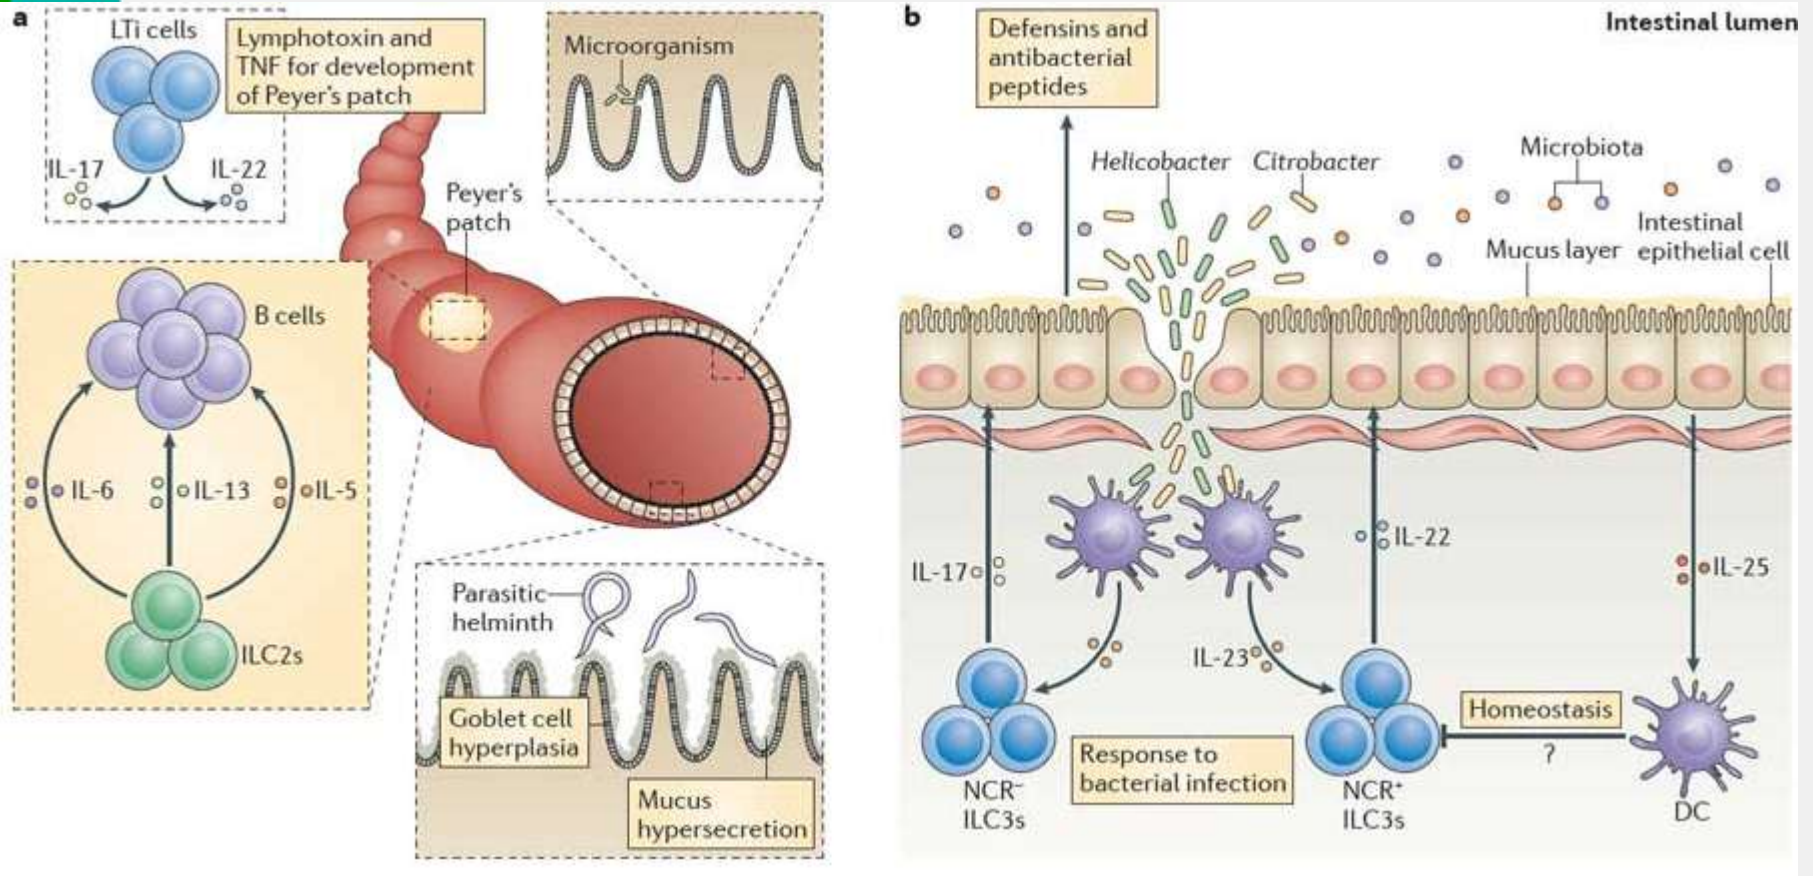 a
LTi cells
Lymphotoxin and
TNF for development
of Peyer's patch
IL-17
IL-22
Microorganism
Peyer's
patch
B cells
IL-6
IL-13
IL-5
ILC2s
Parasitic
helminth
Goblet cell
hyperplasia
Mucus
hypersecretion
b
Intestinal lumen
Defensins and
antibacterial
peptides
Helicobacter
Citrobacter
Microbiota
Mucus layer
Intestinal
epithelial cell
IL-17
IL-22
IL-25
IL-23
Homeostasis
?
Response to
bacterial infection
NCR⁻
ILC3s
NCR⁺
ILC3s
DC